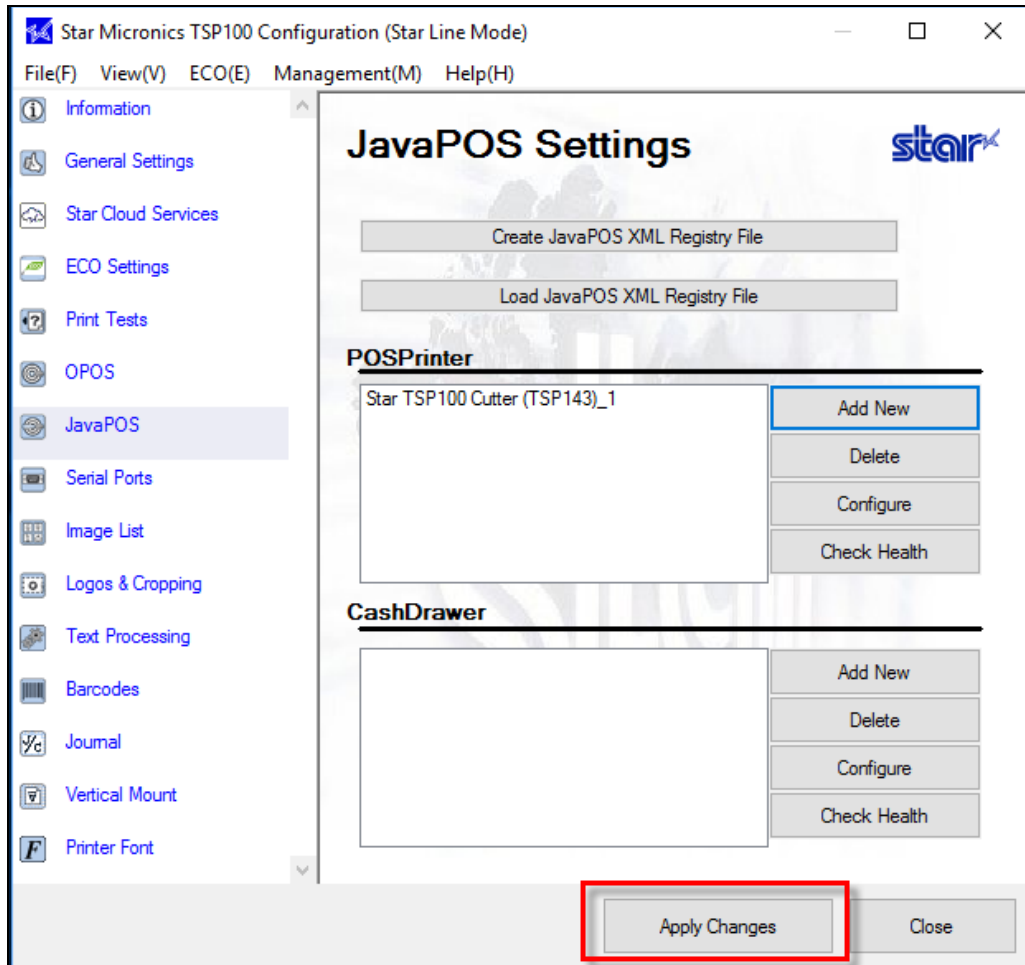 Star Micronics TSP100 Configuration (Star Line Mode)
File(F) View(V) ECO(E) Management(M) Help(H)
Information
General Settings
Star Cloud Services
ECO Settings
Print Tests
OPOS
JavaPOS
Serial Ports
Image List
Logos & Cropping
Text Processing
Barcodes
Journal
Vertical Mount
Printer Font
JavaPOS Settings
star
Create JavaPOS XML Registry File
Load JavaPOS XML Registry File
POSPrinter
Star TSP100 Cutter (TSP143)_1
Add New
Delete
Configure
Check Health
CashDrawer
Add New
Delete
Configure
Check Health
Apply Changes
Close